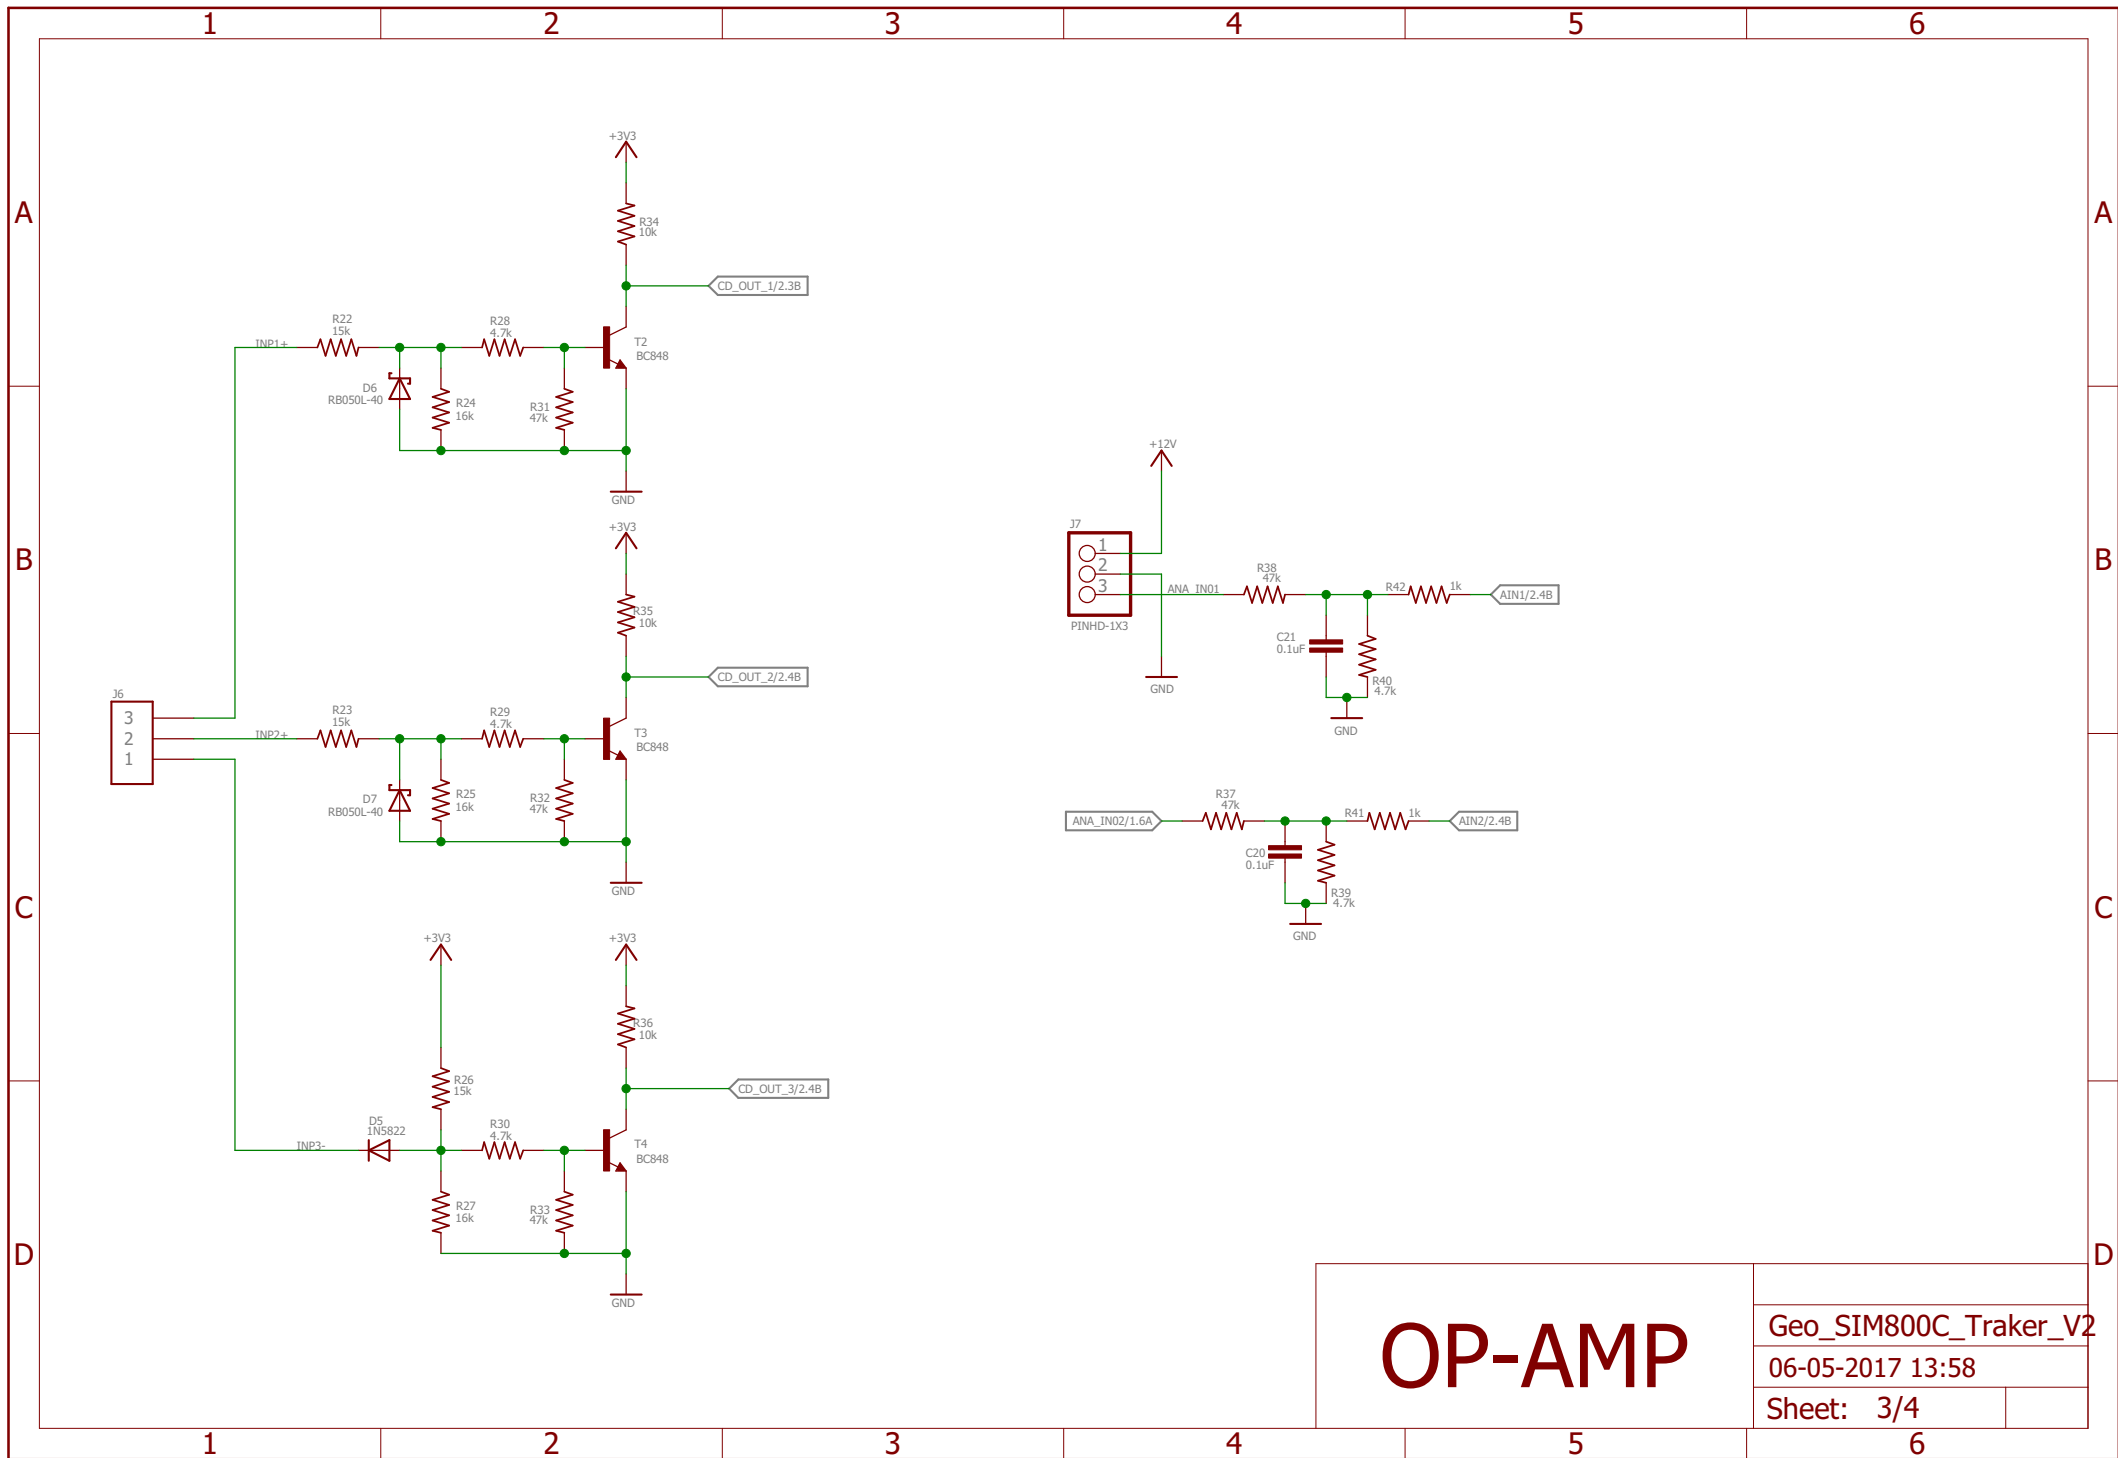 1 2 3 4 5 6
A A
+3V3
R34
10k
CD_OUT_1/2.3B
R22
15k
R28
4.7k
INP1+
T2
BC848
D6
RB050L-40
R24
16k
R31
47k
GND
+3V3
+12V
B B
J7
1
2
3
PINHD-1X3
ANA_IN01
R38
47k
R42 1k
AIN1/2.4B
R35
10k
C21
0.1uF
R40
4.7k
GND
GND
CD_OUT_2/2.4B
J6
3
2
1
R23
15k
R29
4.7k
INP2+
T3
BC848
D7
RB050L-40
R25
16k
R32
47k
GND
ANA_IN02/1.6A
R37
47k
R41 1k
AIN2/2.4B
C20
0.1uF
R39
4.7k
GND
C C
+3V3 +3V3
R36
10k
R26
15k
CD_OUT_3/2.4B
D5
1N5822
INP3-
R30
4.7k
T4
BC848
R27
16k
R33
47k
GND
D D
OP-AMP
Geo_SIM800C_Traker_V2
06-05-2017 13:58
Sheet: 3/4
1 2 3 4 5 6